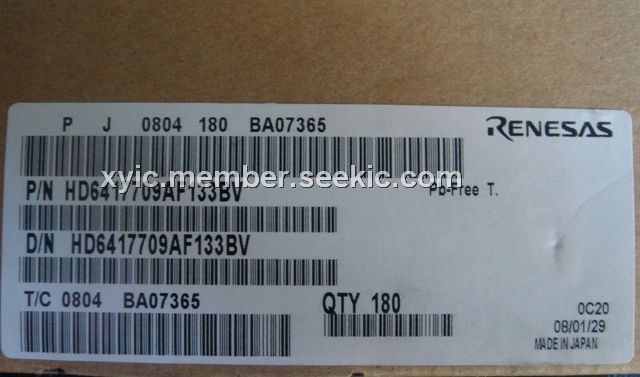 P J 0804 180 BA07365
RENESAS
xyic.member.seekic.com
P/N HD6417709AF133BV
Pb-Free T.
D/N HD6417709AF133BV
T/C 0804 BA07365
QTY 180
0C20
08/01/29
MADE IN JAPAN